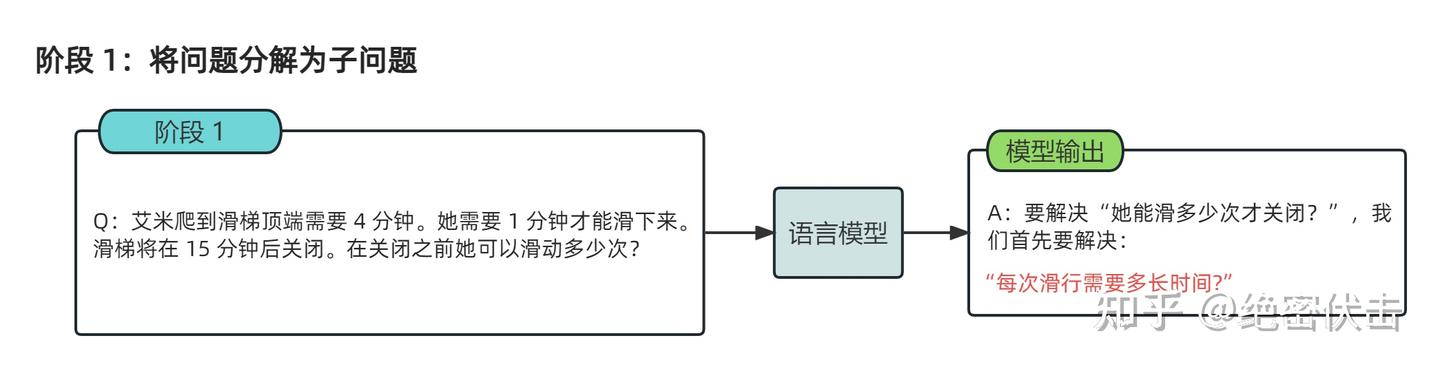 阶段 1：将问题分解为子问题
阶段 1
Q：艾米爬到滑梯顶端需要 4 分钟。她需要 1 分钟才能滑下来。
滑梯将在 15 分钟后关闭。在关闭之前她可以滑动多少次？
语言模型
模型输出
A：要解决“她能滑多少次才关闭？”，我
们首先要解决：
“每次滑行需要多长时间?”
知乎 @绝密伏击